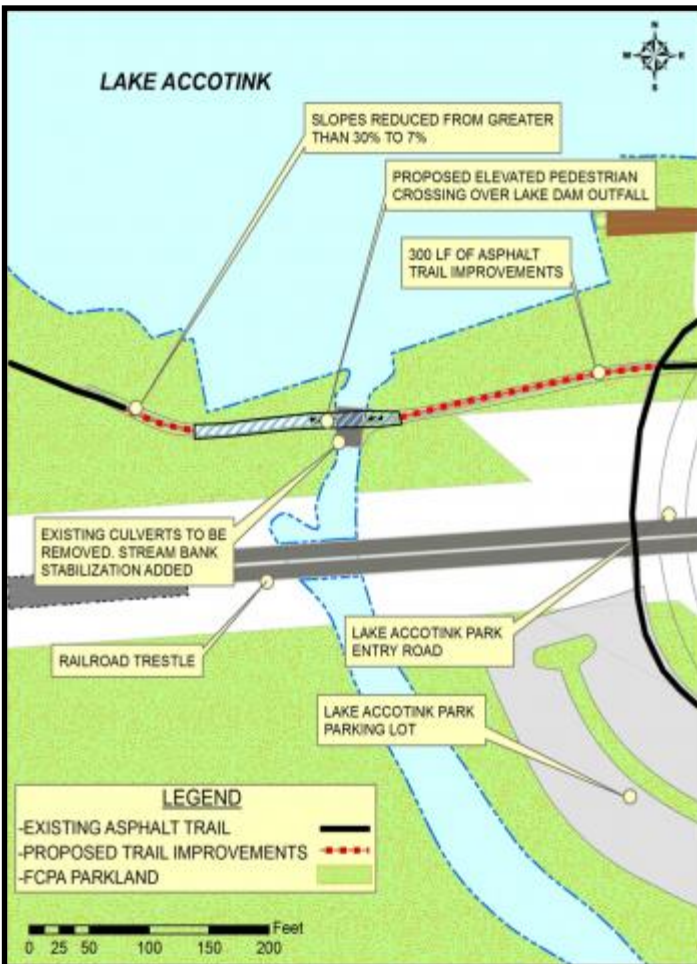 N
W E
S
LAKE ACCOTINK
SLOPES REDUCED FROM GREATER
THAN 30% TO 7%
PROPOSED ELEVATED PEDESTRIAN
CROSSING OVER LAKE DAM OUTFALL
300 LF OF ASPHALT
TRAIL IMPROVEMENTS
EXISTING CULVERTS TO BE
REMOVED. STREAM BANK
STABILIZATION ADDED
RAILROAD TRESTLE
LAKE ACCOTINK PARK
ENTRY ROAD
LAKE ACCOTINK PARK
PARKING LOT
LEGEND
-EXISTING ASPHALT TRAIL
-PROPOSED TRAIL IMPROVEMENTS
-FCPA PARKLAND
Feet
0 25 50 100 150 200